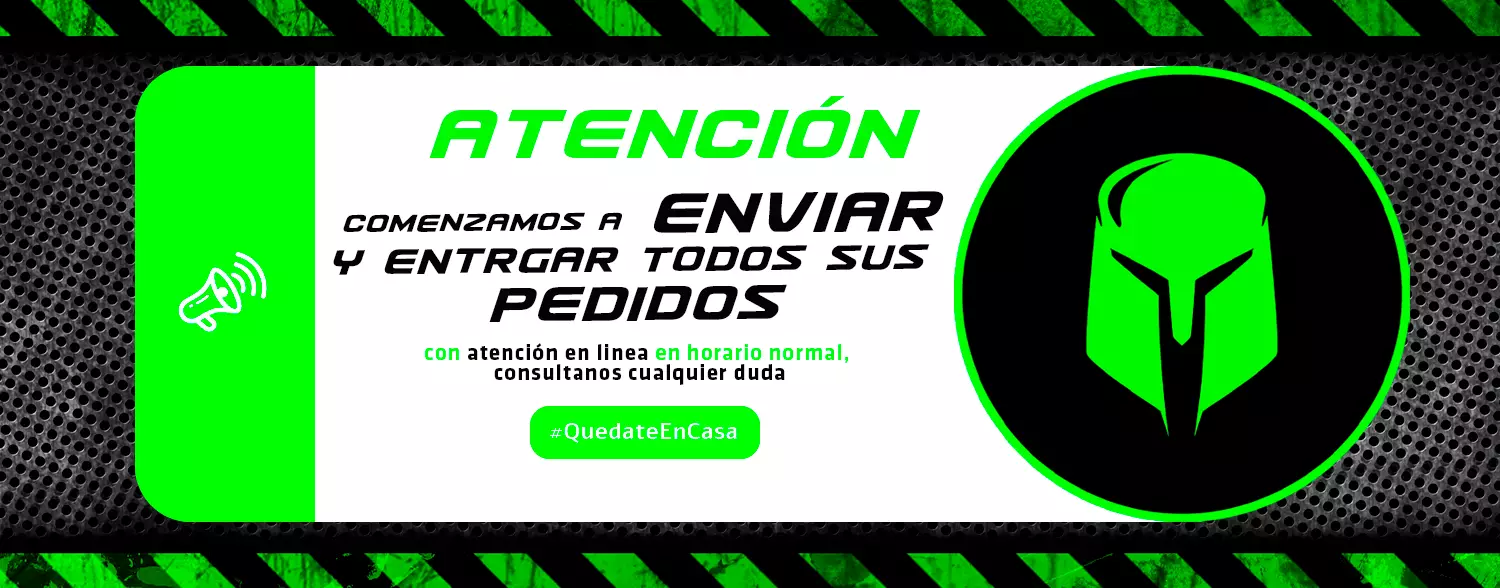 ATENCIÓN
COMENZAMOS A ENVIAR
Y ENTRGAR TODOS SUS
PEDIDOS
con atención en linea en horario normal,
consultanos cualquier duda
#QuedateEnCasa